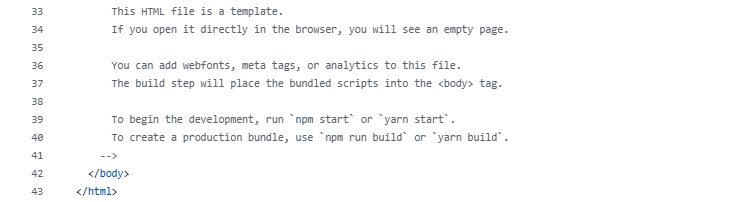 33 This HTML file is a template.
34 If you open it directly in the browser, you will see an empty page.
35
36 You can add webfonts, meta tags, or analytics to this file.
37 The build step will place the bundled scripts into the <body> tag.
38
39 To begin the development, run `npm start` or `yarn start`.
40 To create a production bundle, use `npm run build` or `yarn build`.
41 -->
42 </body>
43 </html>